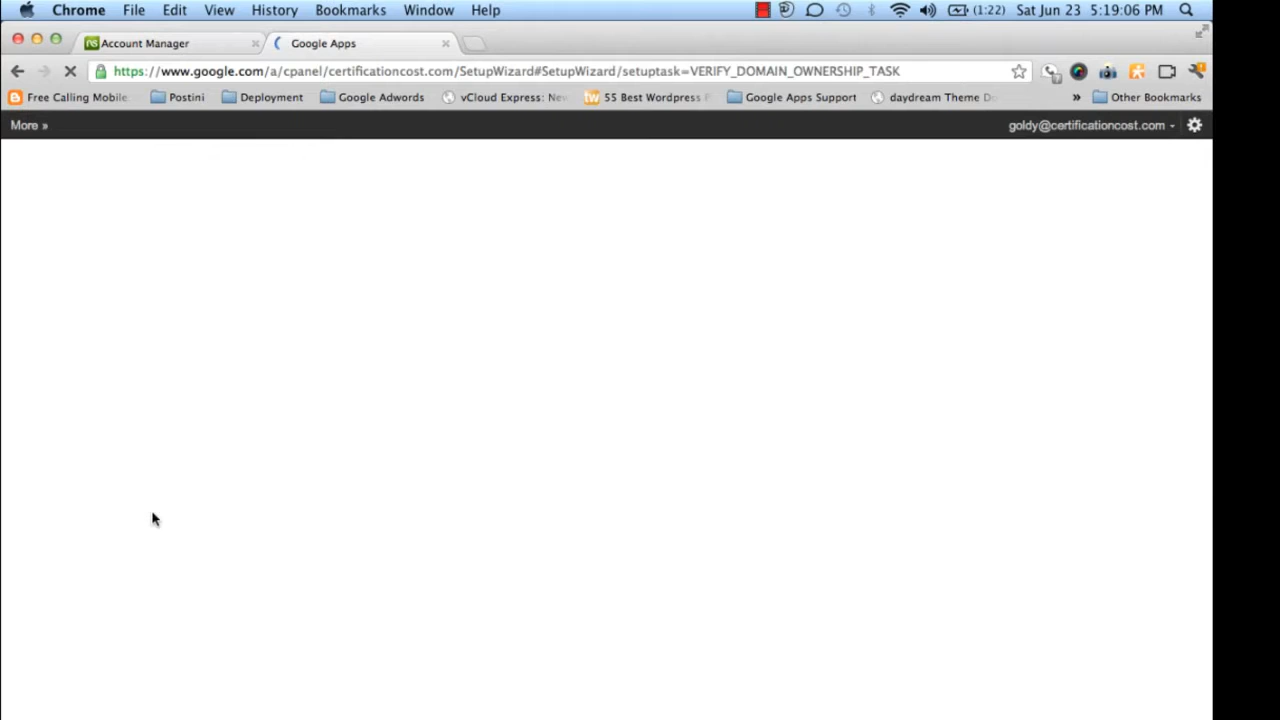 Chrome File Edit View History Bookmarks Window Help (1:22) Sat Jun 23 5:19:06 PM
Account Manager Google Apps
https://www.google.com/a/cpanel/certificationcost.com/SetupWizard#SetupWizard/setuptask=VERIFY_DOMAIN_OWNERSHIP_TASK
Free Calling Mobile Postini Deployment Google Adwords vCloud Express: Nev 55 Best Wordpress Google Apps Support daydream Theme Do » Other Bookmarks
More » goldy@certificationcost.com